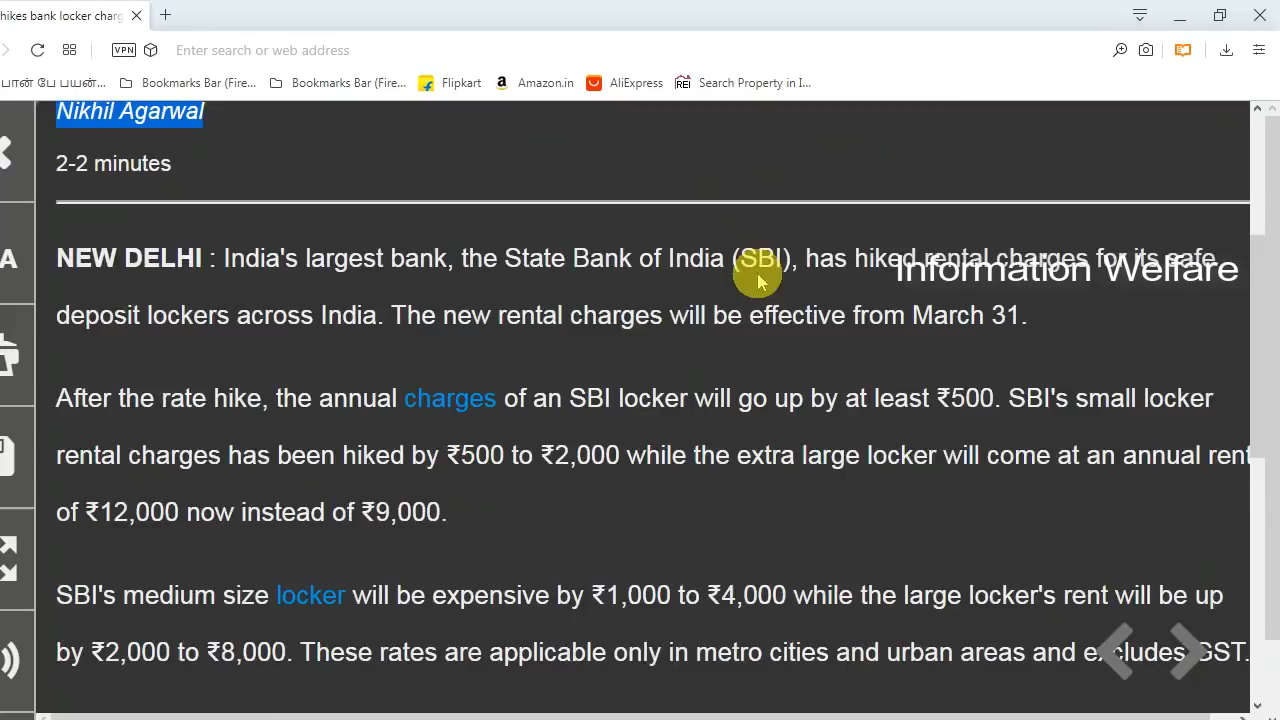 hikes bank locker charg
VPN
Enter search or web address
Bookmarks Bar (Fire...
Bookmarks Bar (Fire...
Flipkart
Amazon.in
AliExpress
REI
Search Property in I...
Nikhil Agarwal
2-2 minutes
NEW DELHI : India's largest bank, the State Bank of India (SBI), has hiked rental charges for its safe
Information Welfare
deposit lockers across India. The new rental charges will be effective from March 31.
After the rate hike, the annual charges of an SBI locker will go up by at least ₹500. SBI's small locker
rental charges has been hiked by ₹500 to ₹2,000 while the extra large locker will come at an annual rent
of ₹12,000 now instead of ₹9,000.
SBI's medium size locker will be expensive by ₹1,000 to ₹4,000 while the large locker's rent will be up
by ₹2,000 to ₹8,000. These rates are applicable only in metro cities and urban areas and excludes GST.
A